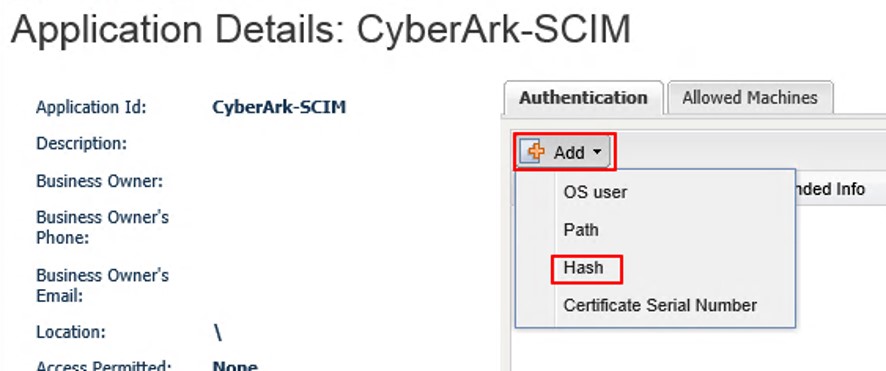 Application Details: CyberArk-SCIM
Application Id: CyberArk-SCIM
Description:
Business Owner:
Business Owner's
Phone:
Business Owner's
Email:
Location: \
Access Permitted: None
Authentication
Allowed Machines
Add
OS user
Path
Hash
Certificate Serial Number
Info